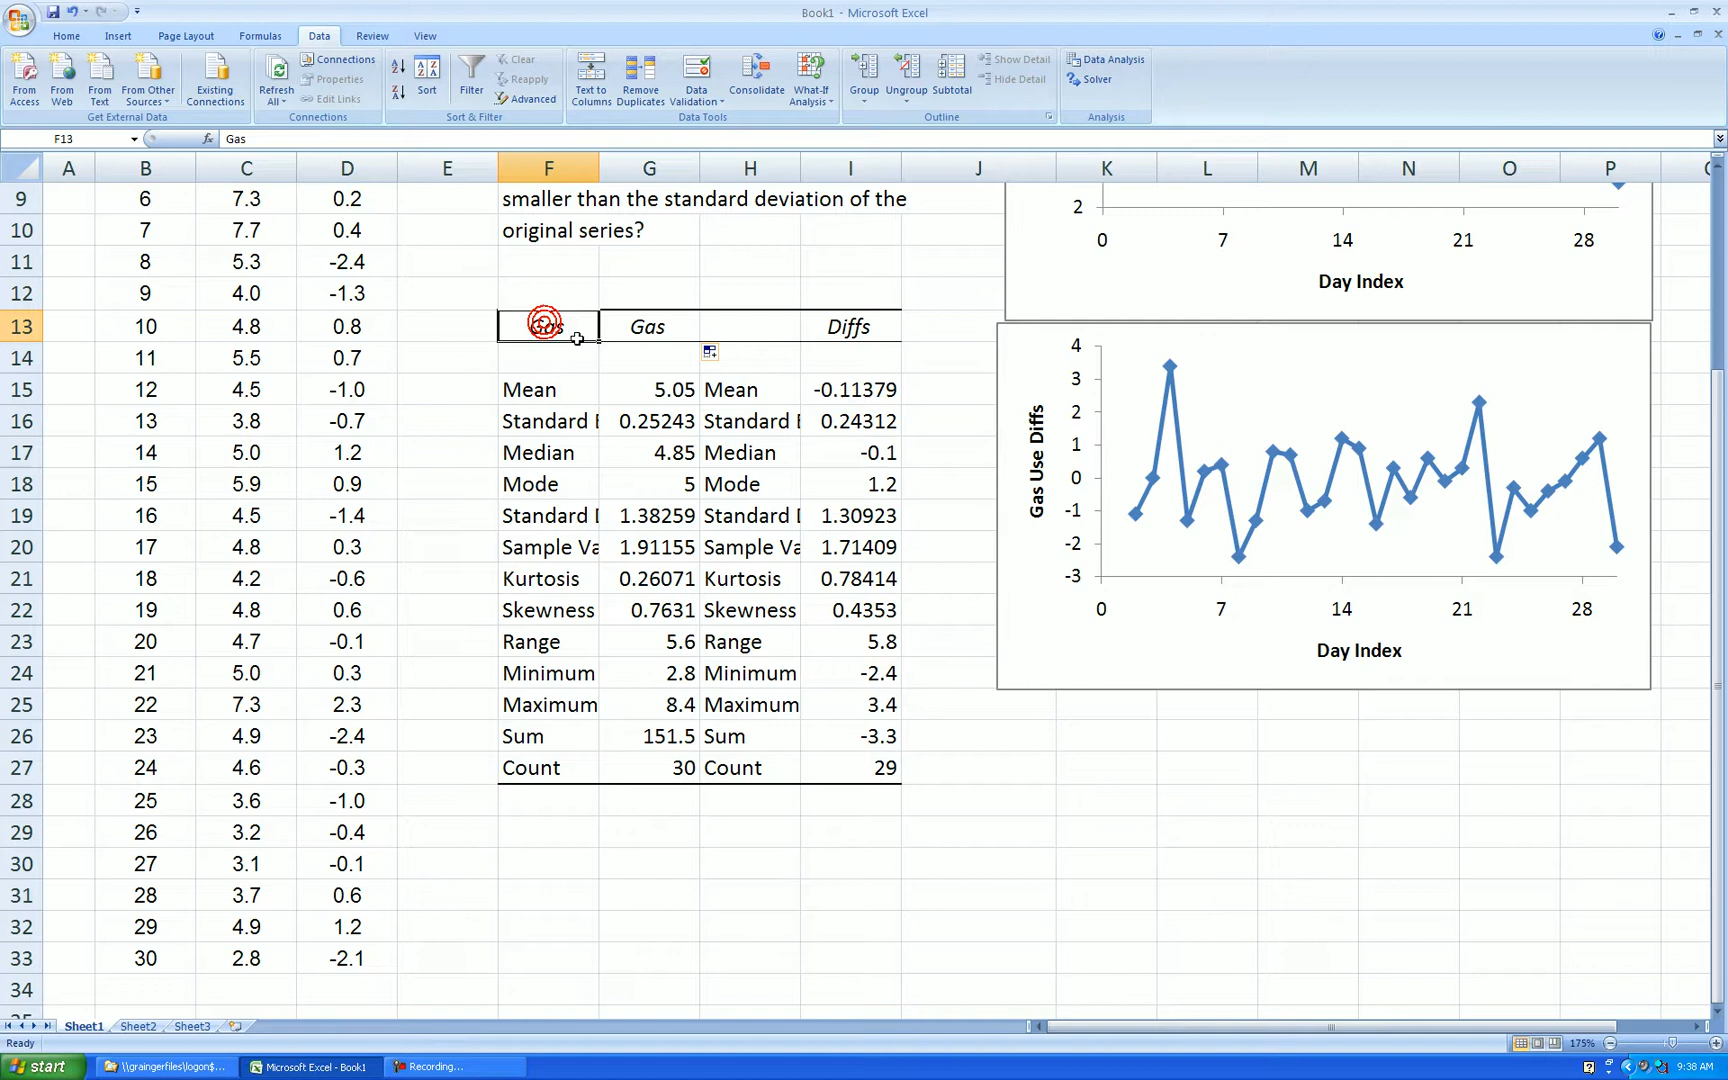 Book1 - Microsoft Excel
Home Insert Page Layout Formulas Data Review View
From Access
From Web
From Text
From Other Sources
Existing Connections
Get External Data
Refresh All
Connections
Properties
Edit Links
Connections
Sort
Filter
Clear
Reapply
Advanced
Sort & Filter
Text to Columns
Remove Duplicates
Data Validation
Consolidate
What-If Analysis
Data Tools
Group
Ungroup
Subtotal
Show Detail
Hide Detail
Outline
Data Analysis
Solver
Analysis
F13 fx Gas
A B C D E F G H I J K L M N O P
9 6 7.3 0.2 smaller than the standard deviation of the
10 7 7.7 0.4 original series?
11 8 5.3 -2.4
12 9 4.0 -1.3
13 10 4.8 0.8 Gas Gas Diffs
14 11 5.5 0.7
15 12 4.5 -1.0 Mean 5.05 Mean -0.11379
16 13 3.8 -0.7 Standard E 0.25243 Standard E 0.24312
17 14 5.0 1.2 Median 4.85 Median -0.1
18 15 5.9 0.9 Mode 5 Mode 1.2
19 16 4.5 -1.4 Standard D 1.38259 Standard D 1.30923
20 17 4.8 0.3 Sample Va 1.91155 Sample Va 1.71409
21 18 4.2 -0.6 Kurtosis 0.26071 Kurtosis 0.78414
22 19 4.8 0.6 Skewness 0.7631 Skewness 0.4353
23 20 4.7 -0.1 Range 5.6 Range 5.8
24 21 5.0 0.3 Minimum 2.8 Minimum -2.4
25 22 7.3 2.3 Maximum 8.4 Maximum 3.4
26 23 4.9 -2.4 Sum 151.5 Sum -3.3
27 24 4.6 -0.3 Count 30 Count 29
28 25 3.6 -1.0
29 26 3.2 -0.4
30 27 3.1 -0.1
31 28 3.7 0.6
32 29 4.9 1.2
33 30 2.8 -2.1
34
2
0 7 14 21 28
Day Index
Gas Use Diffs
4
3
2
1
0
-1
-2
-3
0 7 14 21 28
Day Index
Sheet1 Sheet2 Sheet3
Ready 175%
start \\graingerfiles\logon$... Microsoft Excel - Book1 Recording... 9:38 AM